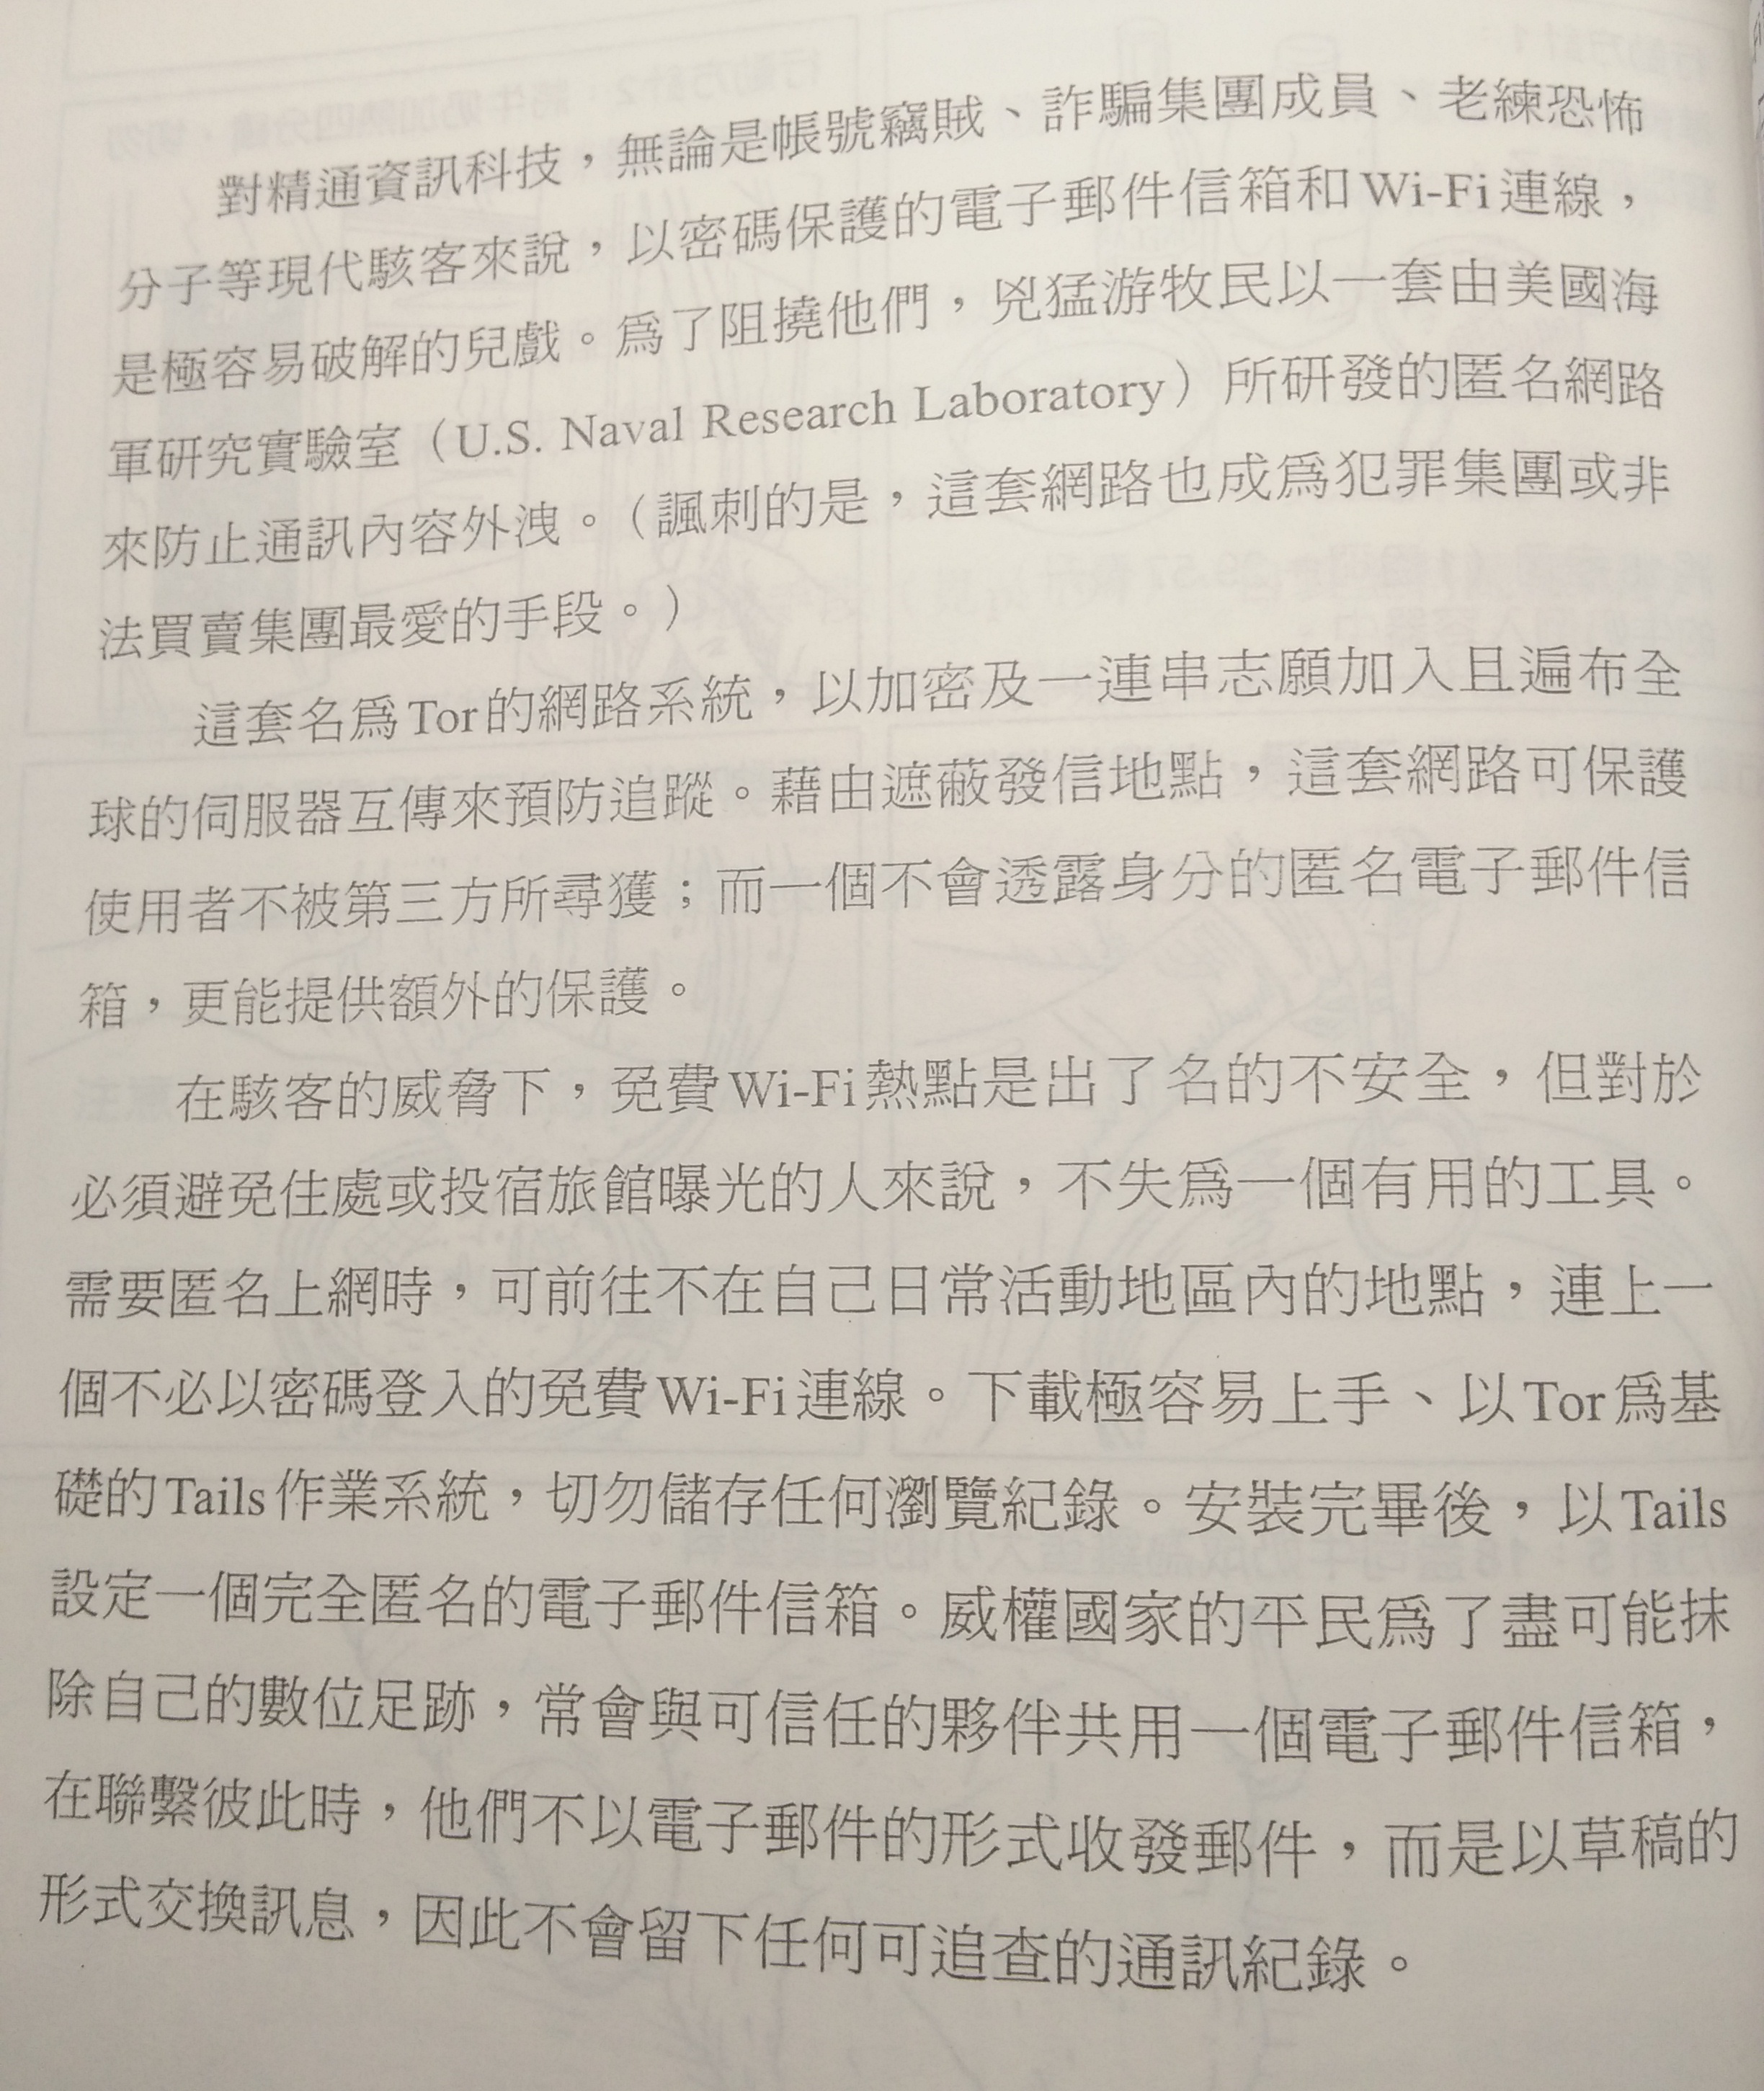 對精通資訊科技，無論是帳號竊賊、詐騙集團成員、老練恐怖
分子等現代駭客來說，以密碼保護的電子郵件信箱和Wi-Fi連線，
是極容易破解的兒戲。為了阻撓他們，兇猛游牧民以一套由美國海
軍研究實驗室（U.S. Naval Research Laboratory）所研發的匿名網路
來防止通訊內容外洩。（諷刺的是，這套網路也成為犯罪集團或非
法買賣集團最愛的手段。）
這套名為Tor的網路系統，以加密及一連串志願加入且遍布全
球的伺服器互傳來預防追蹤。藉由遮蔽發信地點，這套網路可保護
使用者不被第三方所尋獲；而一個不會透露身分的匿名電子郵件信
箱，更能提供額外的保護。
在駭客的威脅下，免費Wi-Fi熱點是出了名的不安全，但對於
必須避免住處或投宿旅館曝光的人來說，不失為一個有用的工具。
需要匿名上網時，可前往不在自己日常活動地區內的地點，連上一
個不必以密碼登入的免費Wi-Fi連線。下載極容易上手、以Tor為基
礎的Tails作業系統，切勿儲存任何瀏覽紀錄。安裝完畢後，以Tails
設定一個完全匿名的電子郵件信箱。威權國家的平民為了盡可能抹
除自己的數位足跡，常會與可信任的夥伴共用一個電子郵件信箱，
在聯繫彼此時，他們不以電子郵件的形式收發郵件，而是以草稿的
形式交換訊息，因此不會留下任何可追查的通訊紀錄。